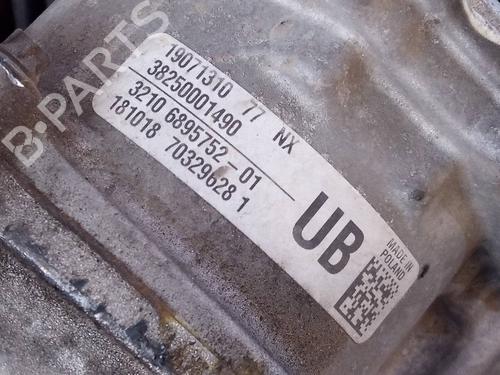 19071310 77 NX
38250001490
3210 6895752-01
181018 70329628 1
UB
MADE IN
POLAND
B-PARTS